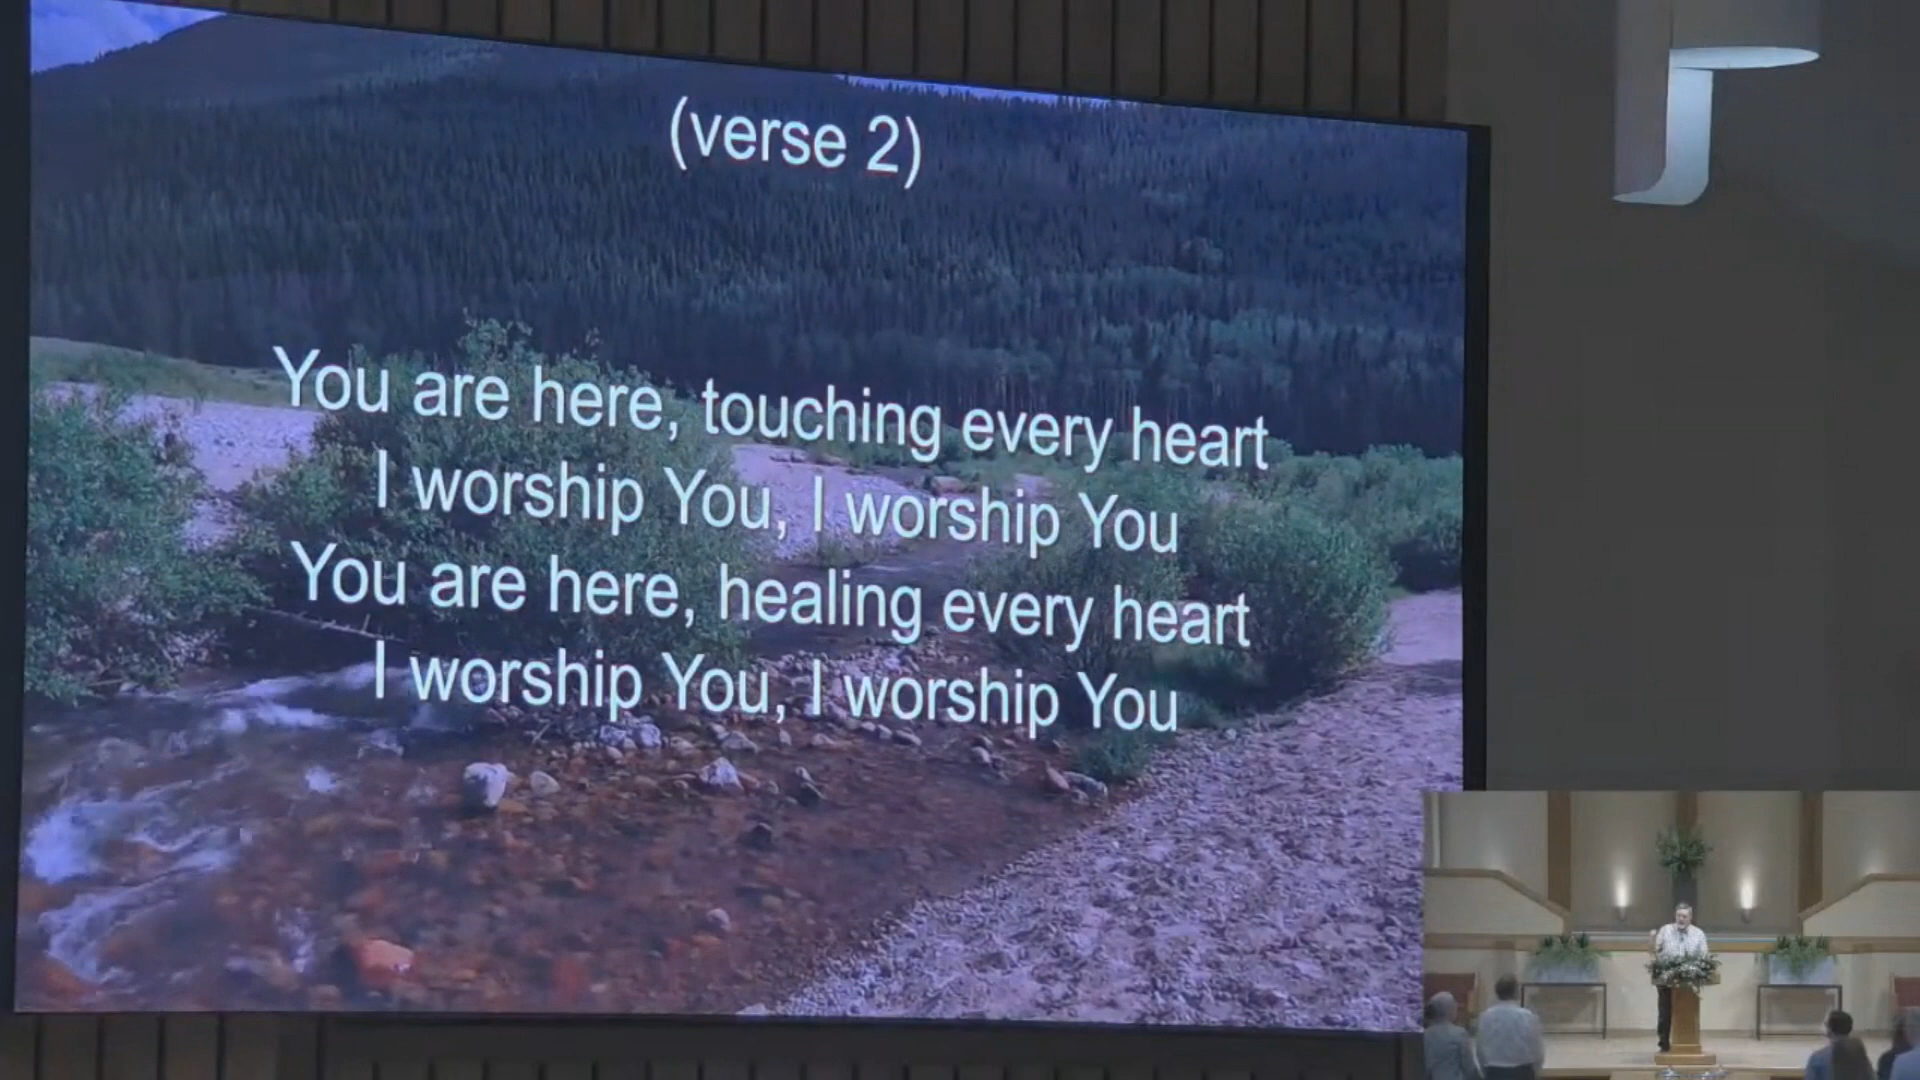 (verse 2)
You are here, touching every heart
I worship You, I worship You
You are here, healing every heart
I worship You, I worship You